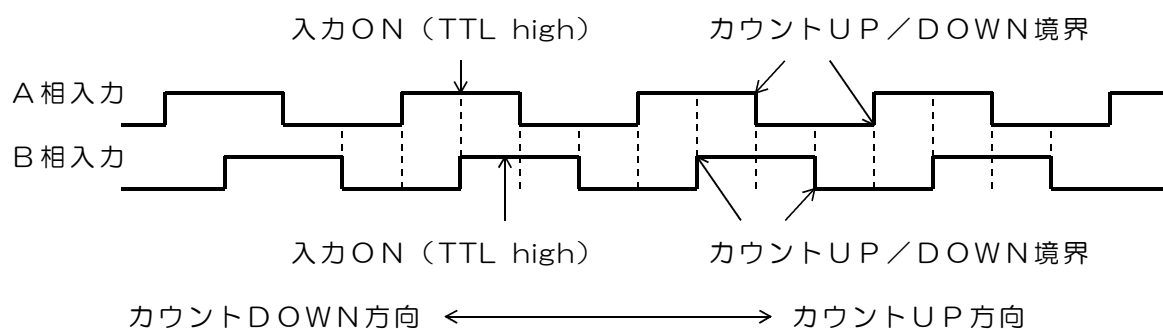 入力ON（TTL high）　カウントUP／DOWN境界
A相入力
B相入力
入力ON（TTL high）　カウントUP／DOWN境界
カウントDOWN方向　カウントUP方向